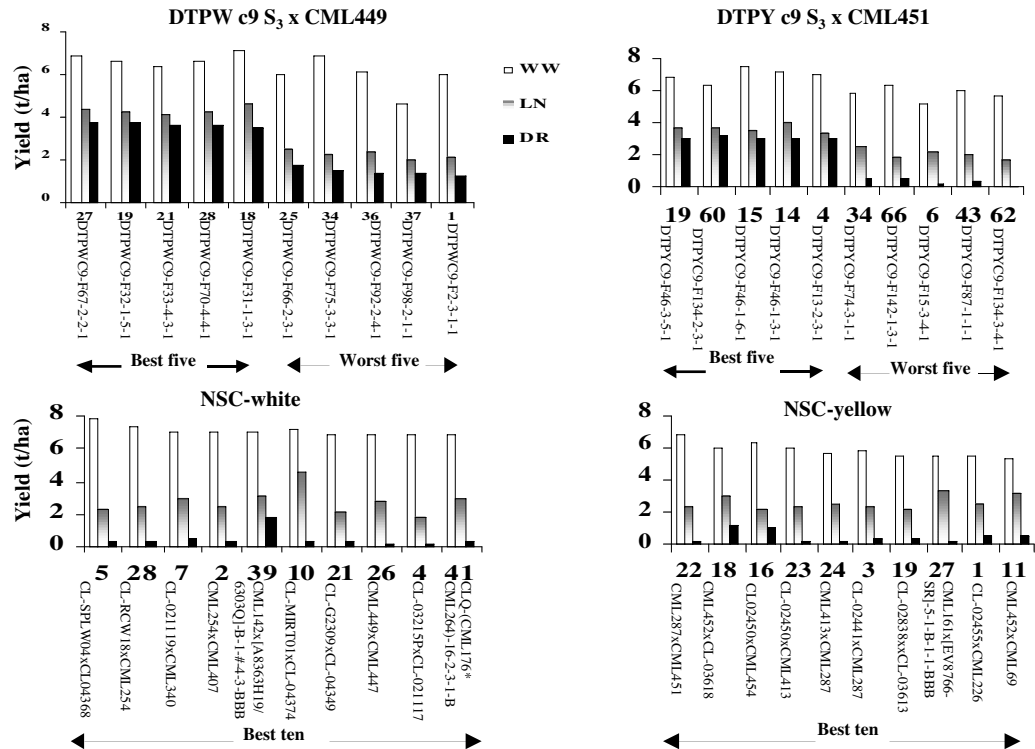 DTPW c9 S3 x CML449
DTPY c9 S3 x CML451
Yield (t/ha)
8
6
4
2
0
WW
LN
DR
8
6
4
2
0
27 19 21 28 18 25 34 36 37 1
DTPWC9-F67-2-2-1
DTPWC9-F32-1-5-1
DTPWC9-F33-4-3-1
DTPWC9-F70-4-4-1
DTPWC9-F31-1-3-1
DTPWC9-F66-2-3-1
DTPWC9-F75-3-3-1
DTPWC9-F92-2-4-1
DTPWC9-F98-2-1-1
DTPWC9-F2-3-1-1
19 60 15 14 4 34 66 6 43 62
DTPYC9-F46-3-5-1
DTPYC9-F134-2-3-1
DTPYC9-F46-1-6-1
DTPYC9-F46-1-3-1
DTPYC9-F13-2-3-1
DTPYC9-F74-3-1-1
DTPYC9-F142-1-3-1
DTPYC9-F15-3-4-1
DTPYC9-F87-1-1-1
DTPYC9-F134-3-4-1
Best five
Worst five
Best five
Worst five
NSC-white
NSC-yellow
Yield (t/ha)
8
6
4
2
0
8
6
4
2
0
5 28 7 2 39 10 21 26 4 41
CL-SPLW04xCL04368
CL-RCW18xCML254
CL-021119xCML340
CML254xCML407
CML142x[A8363H19/
6303Q]-B-1-#-4-3-BBB
CL-MIRT01xCL-04374
CL-G2309xCL-04349
CML449xCML447
CL-03215PxCL-021117
CLQ-(CML176*
CML264)-16-2-3-1-B
22 18 16 23 24 3 19 27 1 11
CML287xCML451
CML452xCL-03618
CL02450xCML454
CL-02450xCML413
CML413xCML287
CL-02441xCML287
CL-02838xxCL-03613
CML161x[EV8766-
SR]-5-1-B-1-1-BBB
CL-02455xCML226
CML452xCML69
Best ten
Best ten